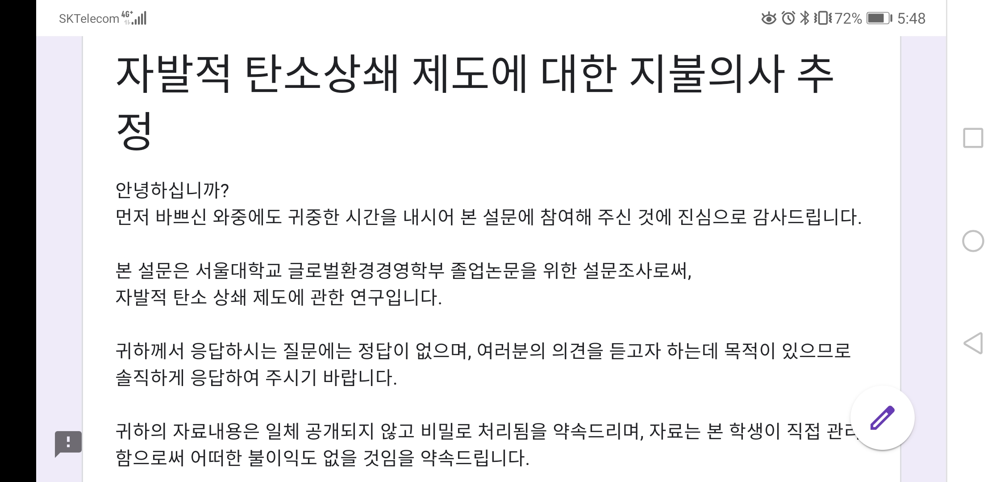 SKTelecom 4G+ 72% 5:48
자발적 탄소상쇄 제도에 대한 지불의사 추
정
안녕하십니까?
먼저 바쁘신 와중에도 귀중한 시간을 내시어 본 설문에 참여해 주신 것에 진심으로 감사드립니다.
본 설문은 서울대학교 글로벌환경경영학부 졸업논문을 위한 설문조사로써,
자발적 탄소 상쇄 제도에 관한 연구입니다.
귀하께서 응답하시는 질문에는 정답이 없으며, 여러분의 의견을 듣고자 하는데 목적이 있으므로
솔직하게 응답하여 주시기 바랍니다.
귀하의 자료내용은 일체 공개되지 않고 비밀로 처리됨을 약속드리며, 자료는 본 학생이 직접 관리
함으로써 어떠한 불이익도 없을 것임을 약속드립니다.